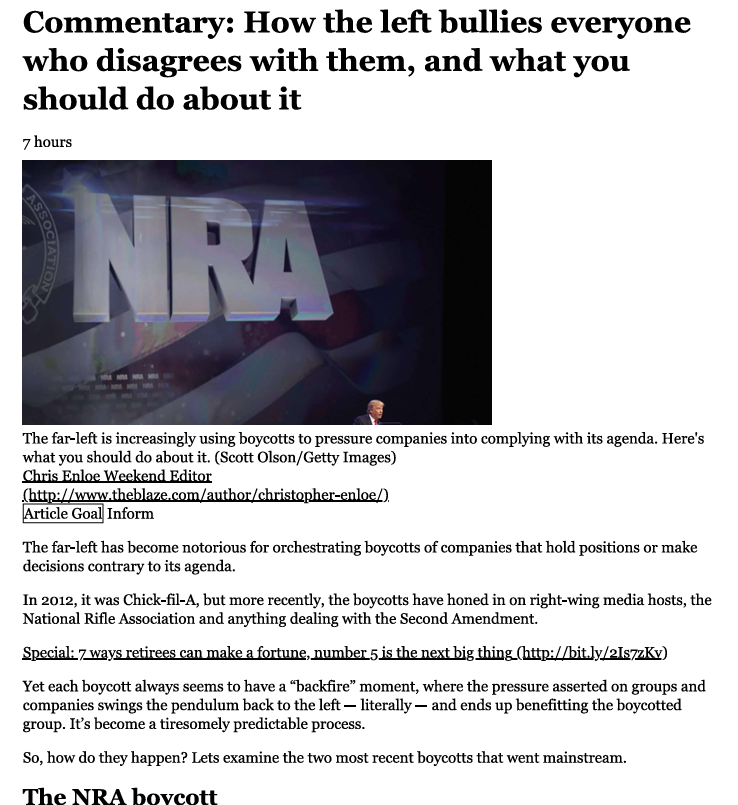 Commentary: How the left bullies everyone
who disagrees with them, and what you
should do about it
7 hours
ASSOCIATION
NRA
The far-left is increasingly using boycotts to pressure companies into complying with its agenda. Here's
what you should do about it. (Scott Olson/Getty Images)
Chris Enloe Weekend Editor
(http://www.theblaze.com/author/christopher-enloe/)
Article Goal Inform
The far-left has become notorious for orchestrating boycotts of companies that hold positions or make
decisions contrary to its agenda.
In 2012, it was Chick-fil-A, but more recently, the boycotts have honed in on right-wing media hosts, the
National Rifle Association and anything dealing with the Second Amendment.
Special: 7 ways retirees can make a fortune, number 5 is the next big thing (http://bit.ly/2Is7zKv)
Yet each boycott always seems to have a “backfire” moment, where the pressure asserted on groups and
companies swings the pendulum back to the left — literally — and ends up benefitting the boycotted
group. It’s become a tiresomely predictable process.
So, how do they happen? Lets examine the two most recent boycotts that went mainstream.
The NRA boycott